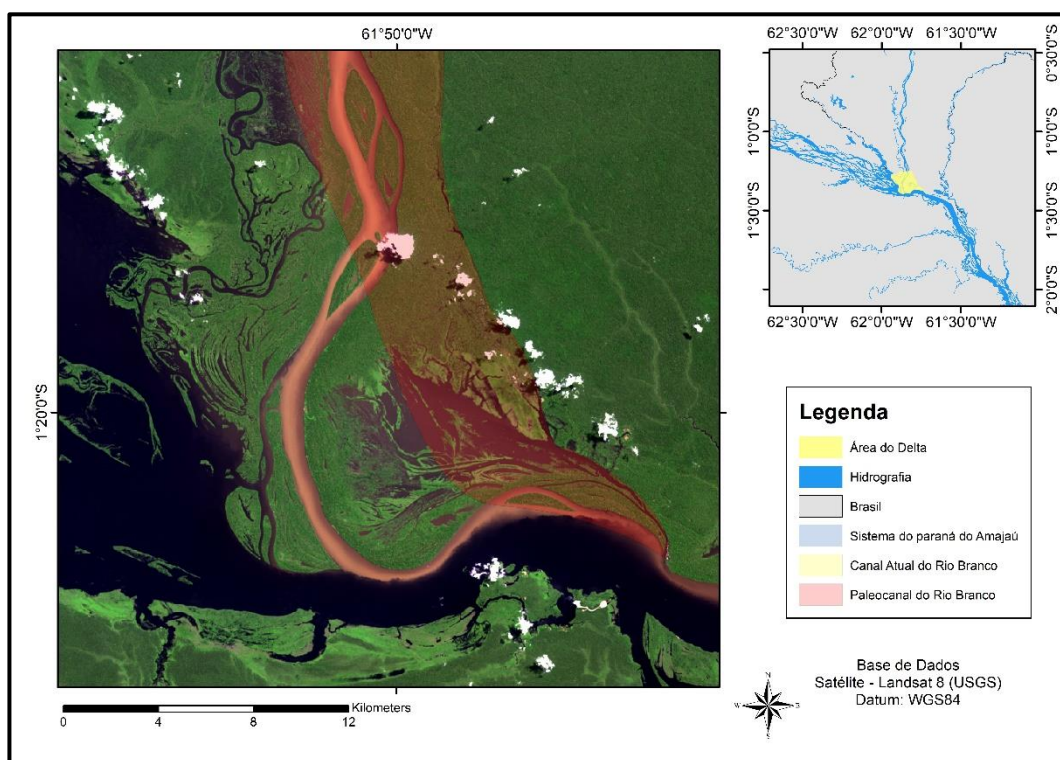 61°50'0"W
1°20'0"S
0
4
8
12
Kilometers
62°30'0"W
62°0'0"W
61°30'0"W
0°30'0"S
1°0'0"S
1°0'0"S
1°30'0"S
1°30'0"S
2°0'0"S
62°30'0"W
62°0'0"W
61°30'0"W
Legenda
Área do Delta
Hidrografia
Brasil
Sistema do paraná do Amajaú
Canal Atual do Rio Branco
Paleocanal do Rio Branco
Base de Dados
Satélite - Landsat 8 (USGS)
Datum: WGS84
N
W
E
S